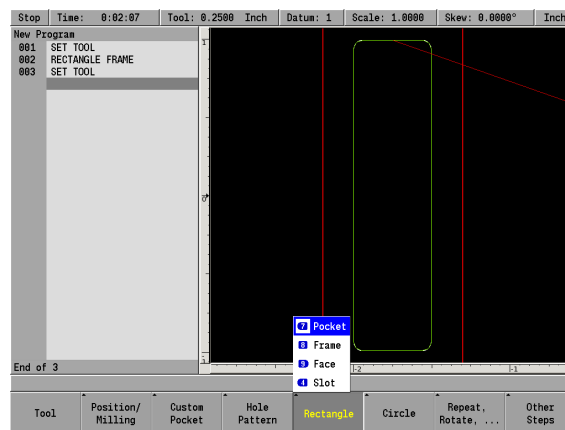 Stop Time: 0:02:07 Tool: 0.2500 Inch Datum: 1 Scale: 1.0000 Skew: 0.0000° Inch
New Program
001 SET TOOL
002 RECTANGLE FRAME
003 SET TOOL
1
0
1
-2 -1
7 Pocket
8 Frame
9 Face
4 Slot
End of 3
Tool Position/ Milling Custom Pocket Hole Pattern Rectangle Circle Repeat, Rotate, ... Other Steps